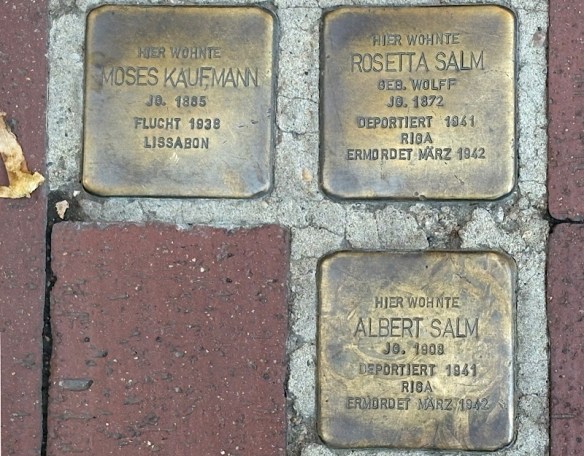 HIER WOHNTE
MOSES KAUFMANN
JG. 1865
FLUCHT 1938
LISSABON
HIER WOHNTE
ROSETTA SALM
GEB. WOLFF
JG. 1872
DEPORTIERT 1941
RIGA
ERMORDET MÄRZ 1942
HIER WOHNTE
ALBERT SALM
JG. 1908
DEPORTIERT 1941
RIGA
ERMORDET MÄRZ 1942